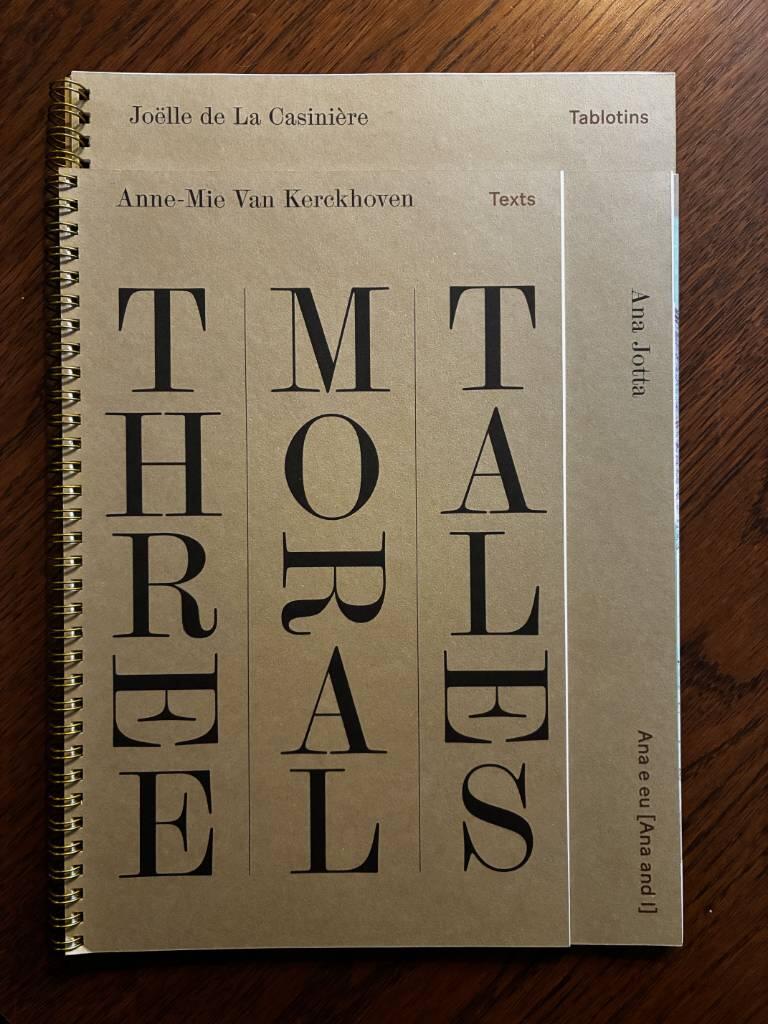 Joëlle de La Casinière
Tablotins
Anne-Mie Van Kerckhoven
Texts
THREE
MORAL
TALES
Ana Jotta
Ana e eu [Ana and I]